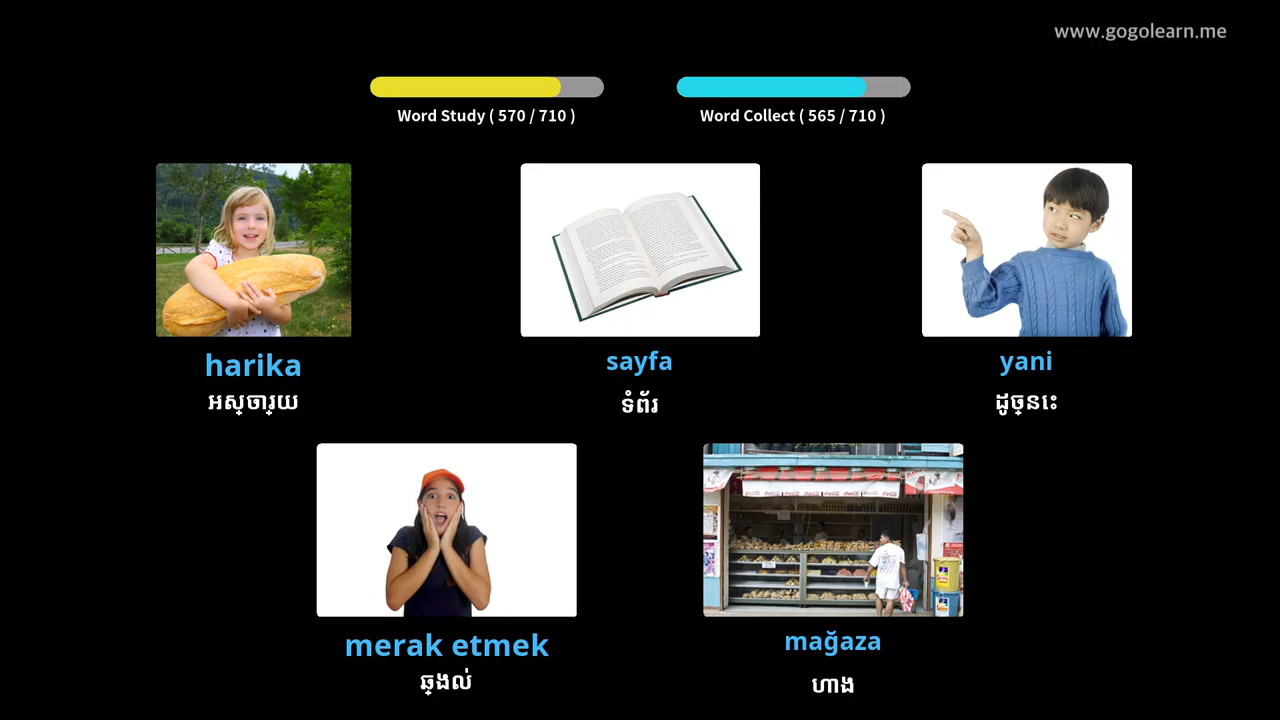 www.gogolearn.me
Word Study ( 570 / 710 )
Word Collect ( 565 / 710 )
harika
អស្ចារ្យ
sayfa
ទំព័រ
yani
ដូច្នេះ
merak etmek
ឆ្ងល់
mağaza
ហាង